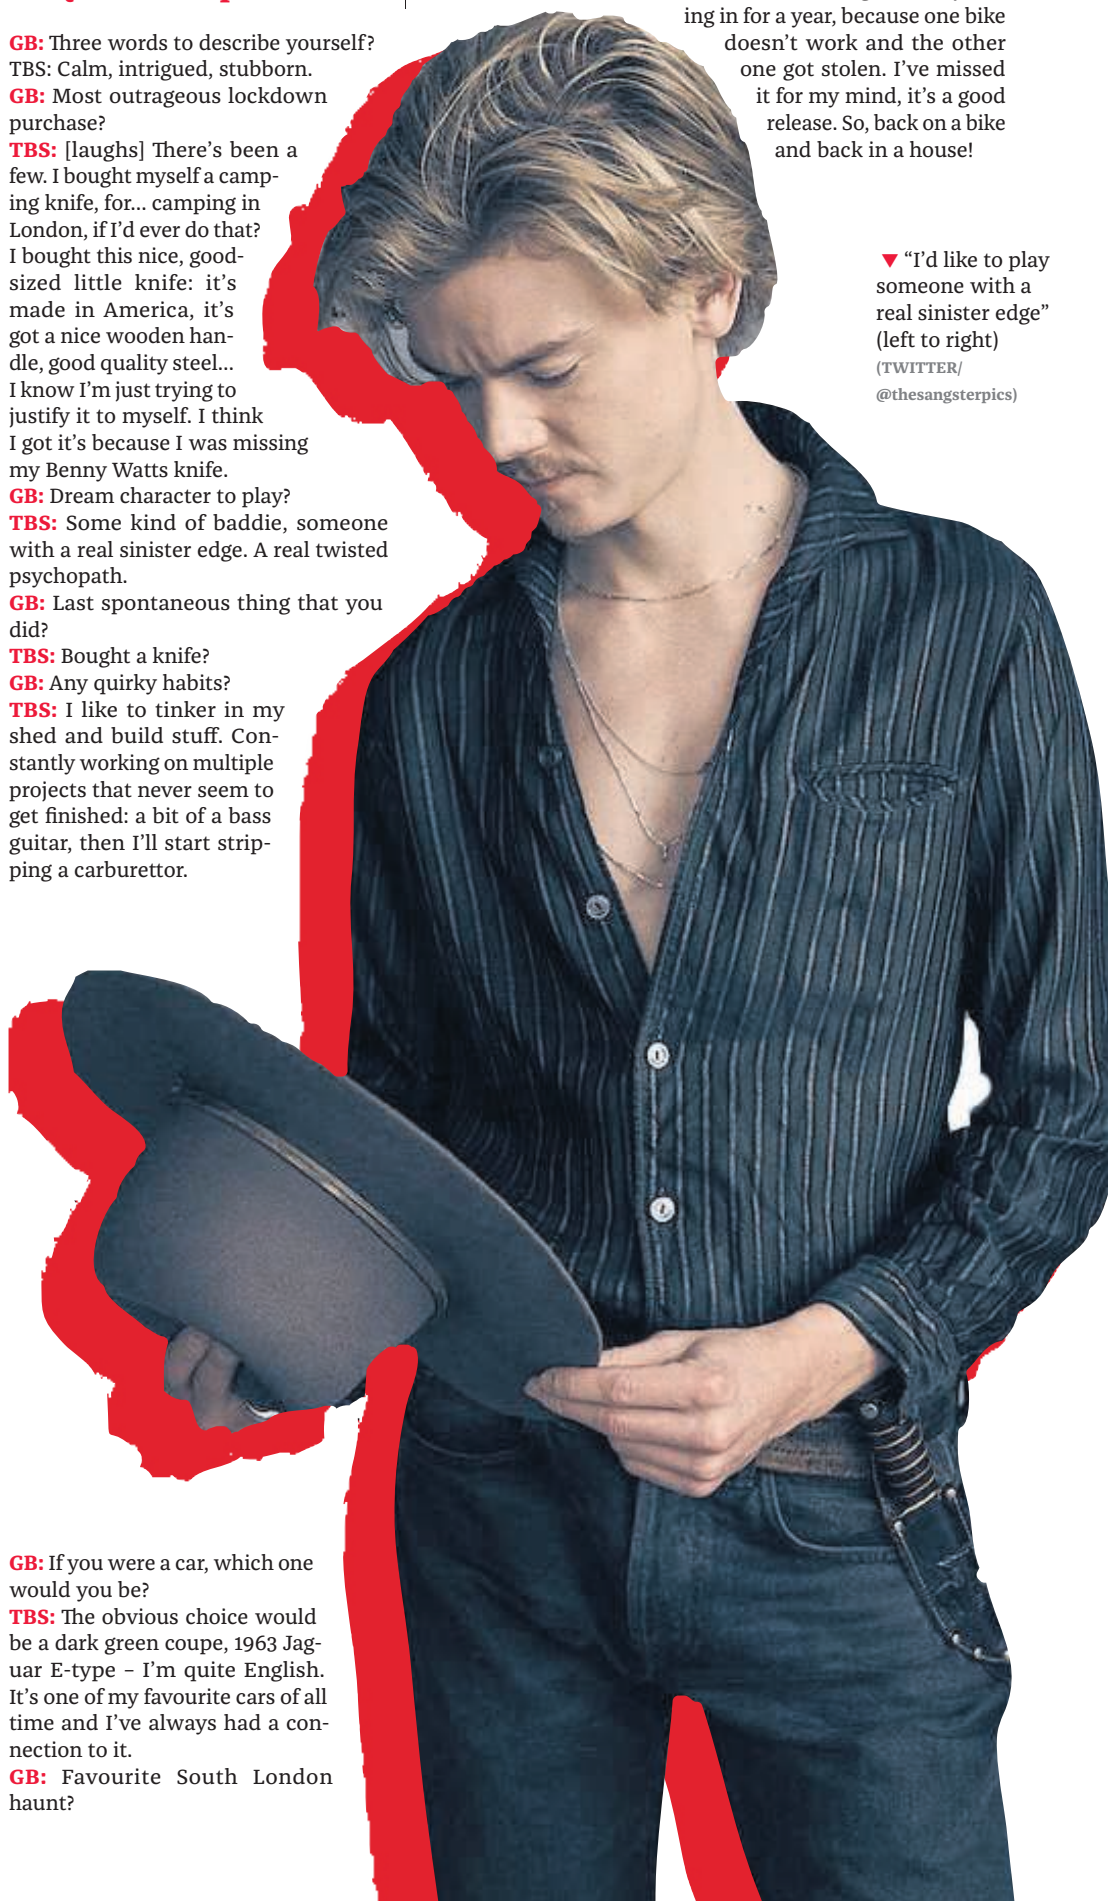 GB: Three words to describe yourself?
TBS: Calm, intrigued, stubborn.
GB: Most outrageous lockdown
purchase?
TBS: [laughs] There's been a
few. I bought myself a camp-
ing knife, for... camping in
London, if I'd ever do that?
I bought this nice, good-
sized little knife: it's
made in America, it's
got a nice wooden han-
dle, good quality steel...
I know I'm just trying to
justify it to myself. I think
I got it's because I was missing
my Benny Watts knife.
GB: Dream character to play?
TBS: Some kind of baddie, someone
with a real sinister edge. A real twisted
psychopath.
GB: Last spontaneous thing that you
did?
TBS: Bought a knife?
GB: Any quirky habits?
TBS: I like to tinker in my
shed and build stuff. Con-
stantly working on multiple
projects that never seem to
get finished: a bit of a bass
guitar, then I'll start strip-
ping a carburettor.
GB: If you were a car, which one
would you be?
TBS: The obvious choice would
be a dark green coupe, 1963 Jag-
uar E-type – I'm quite English.
It's one of my favourite cars of all
time and I've always had a con-
nection to it.
GB: Favourite South London
haunt?
ing in for a year, because one bike
doesn't work and the other
one got stolen. I've missed
it for my mind, it's a good
release. So, back on a bike
and back in a house!
▼ "I'd like to play
someone with a
real sinister edge"
(left to right)
(TWITTER/
@thesangsterpics)